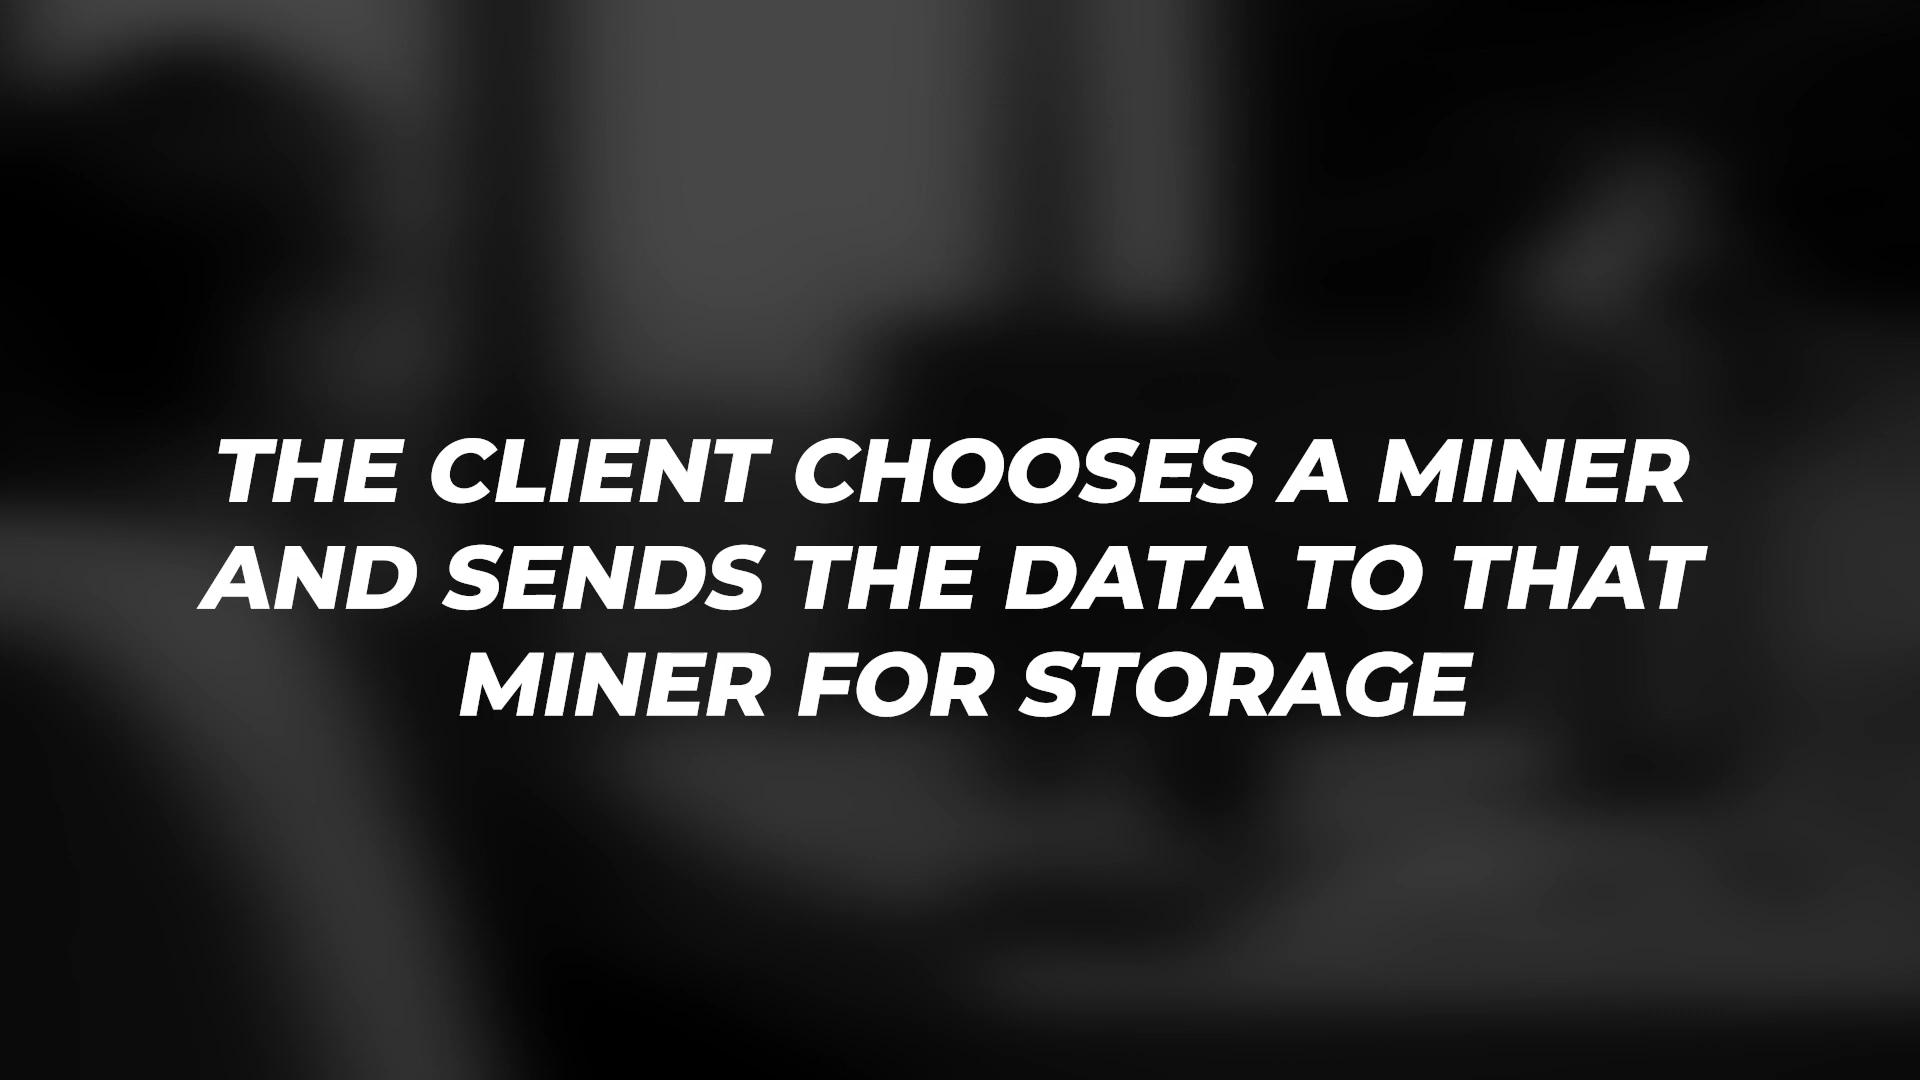 THE CLIENT CHOOSES A MINER
AND SENDS THE DATA TO THAT
MINER FOR STORAGE